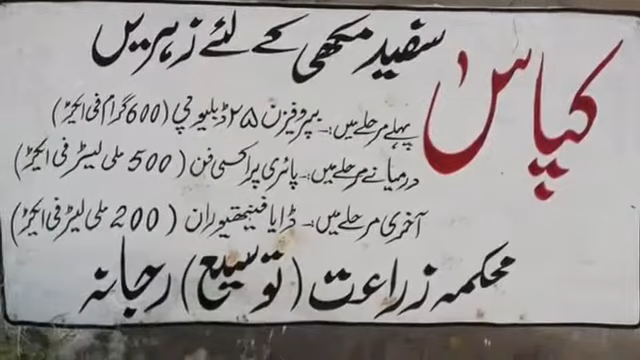 کپاس
سفید مکھی کے لئے زہریں
پہلے مرحلے میں:۔ بپروفیزن ۲۵ ڈبلیو پی (600 گرام فی ایکڑ)
درمیانے مرحلے میں:۔ پائری پراکسی فن (500 ملی لیٹر فی ایکڑ)
آخری مرحلے میں:۔ ڈایا فینتھیوران (200 ملی لیٹر فی ایکڑ)
محکمہ زراعت (توسیع) رجانہ